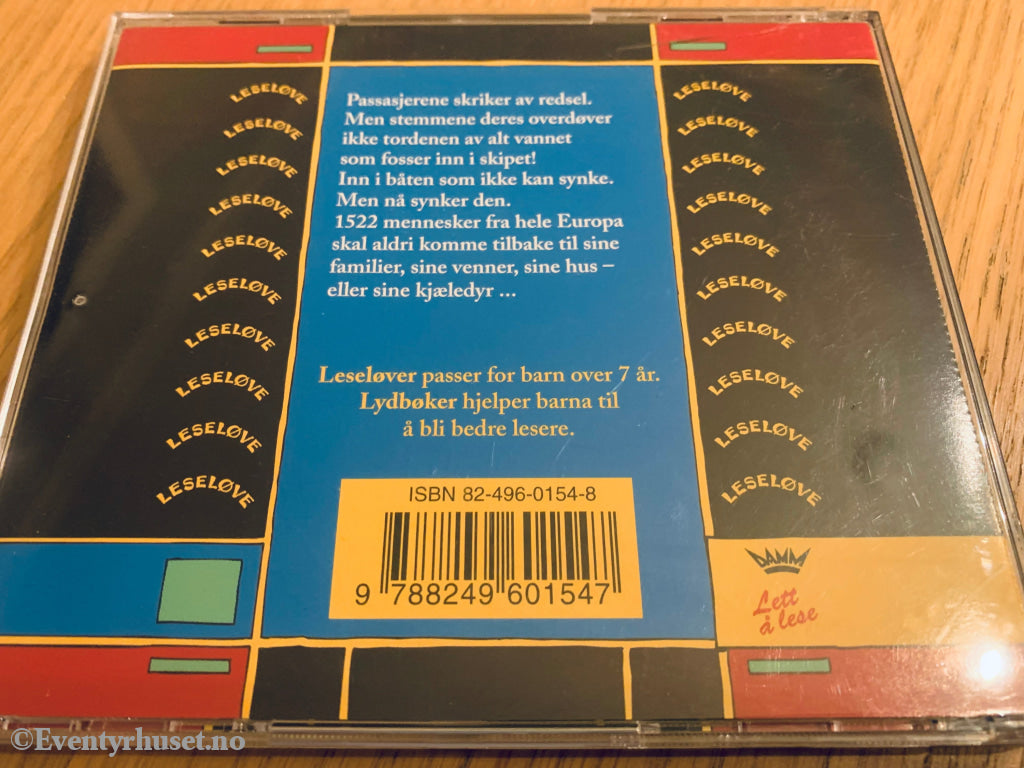 LESELØVE
LESELØVE
LESELØVE
LESELØVE
LESELØVE
LESELØVE
LESELØVE
LESELØVE
LESELØVE
LESELØVE
Passasjerene skriker av redsel.
Men stemmene deres overdøver
ikke tordenen av alt vannet
som fosser inn i skipet!
Inn i båten som ikke kan synke.
Men nå synker den.
1522 mennesker fra hele Europa
skal aldri komme tilbake til sine
familier, sine venner, sine hus –
eller sine kjæledyr ...
Leseløver passer for barn over 7 år.
Lydbøker hjelper barna til
å bli bedre lesere.
ISBN 82-496-0154-8
9 788249 601547
LESELØVE
LESELØVE
LESELØVE
LESELØVE
LESELØVE
LESELØVE
LESELØVE
LESELØVE
LESELØVE
LESELØVE
DAMM
Lett
å lese
©Eventyrhuset.no